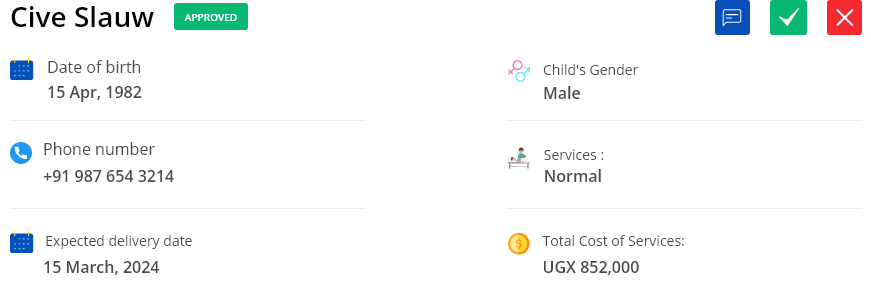 Cive Slauw APPROVED
Date of birth
15 Apr, 1982
Child's Gender
Male
Phone number
+91 987 654 3214
Services :
Normal
Expected delivery date
15 March, 2024
Total Cost of Services:
UGX 852,000